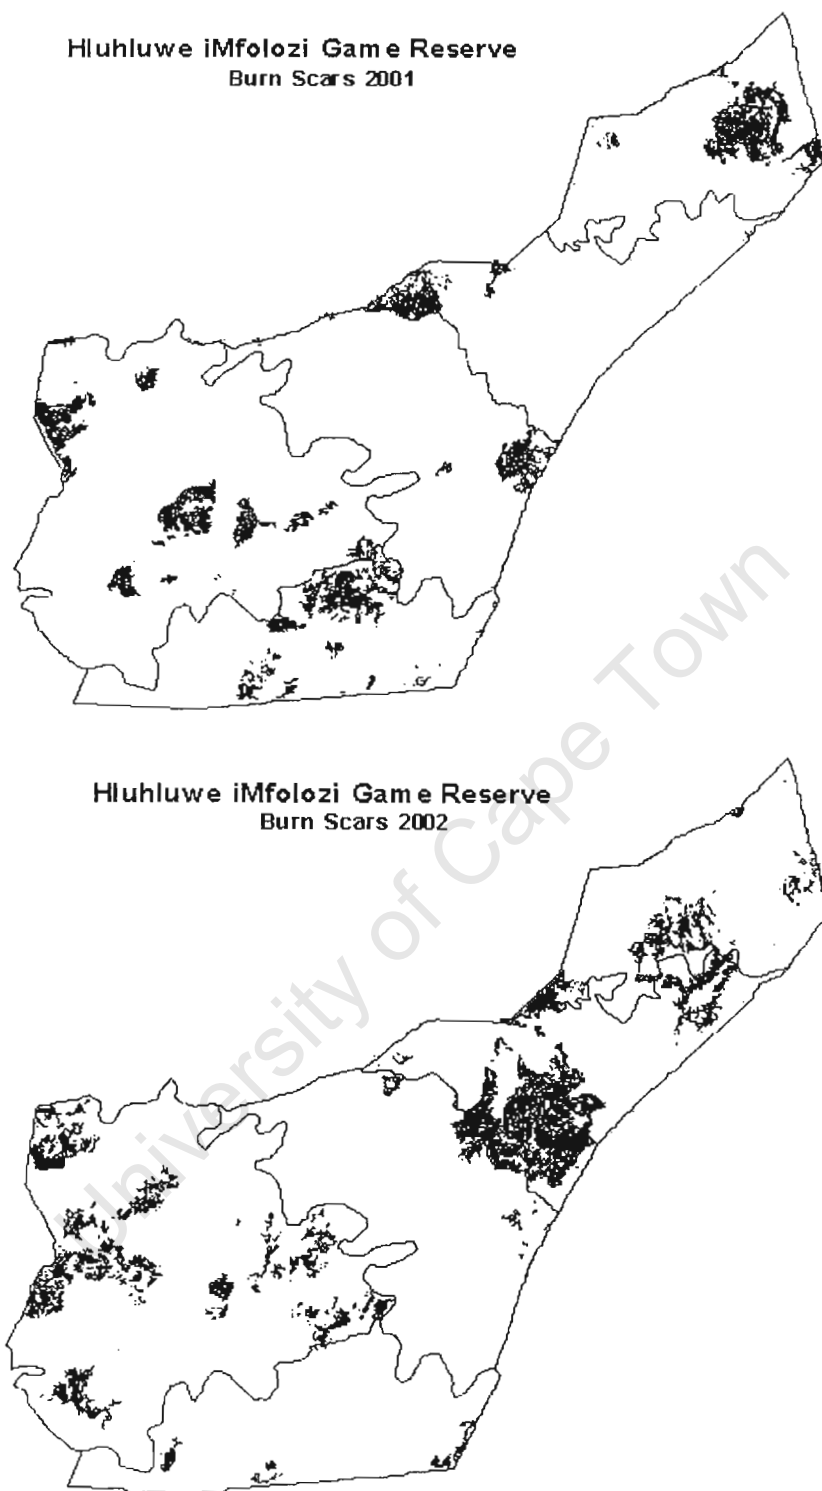 Hluhluwe iMfolozi Game Reserve
Burn Scars 2001
Hluhluwe iMfolozi Game Reserve
Burn Scars 2002
University of Cape Town